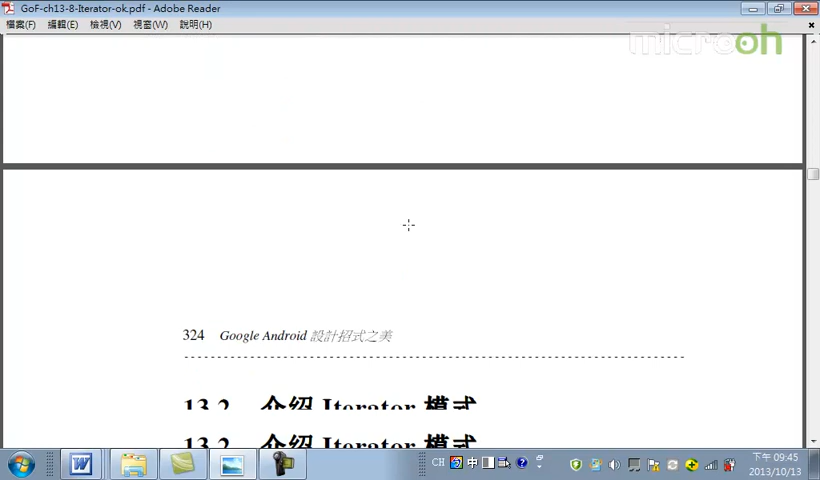 GoF-ch13-8-Iterator-ok.pdf - Adobe Reader
檔案(F) 編輯(E) 檢視(V) 視窗(W) 說明(H)
microoh
324 Google Android 設計招式之美
13.2 介紹 Iterator 模式
13.2 介紹 Iterator 模式
CH 中
下午 09:45
2013/10/13